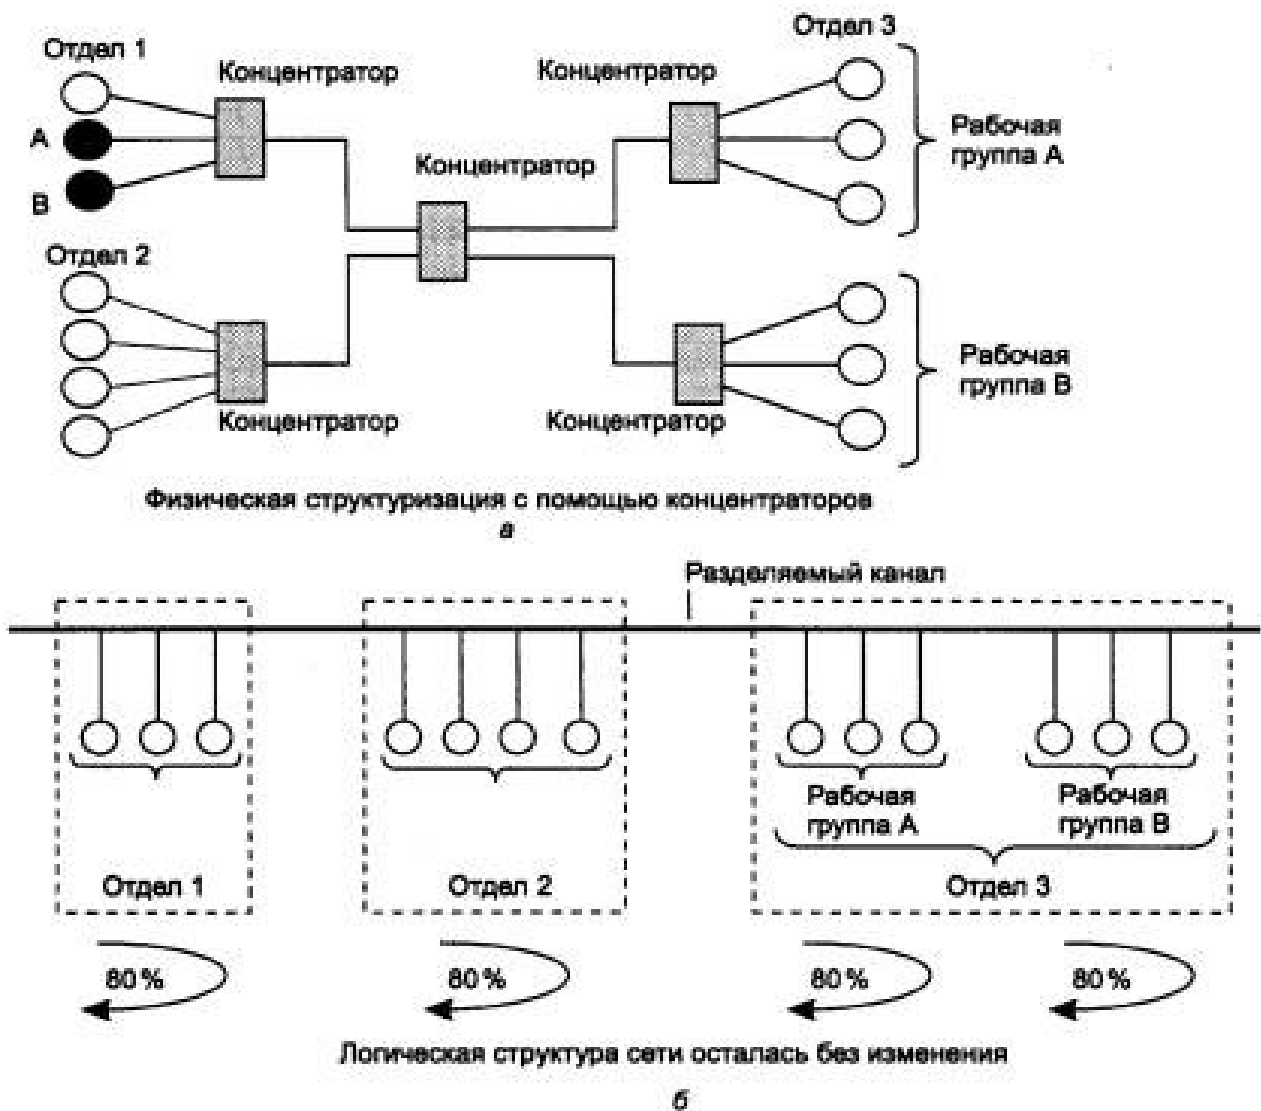 Отдел 1
Отдел 3
Концентратор
Концентратор
A
Рабочая
группа A
Концентратор
B
Отдел 2
Рабочая
группа B
Концентратор
Концентратор
Физическая структуризация с помощью концентраторов
а
Разделяемый канал
Рабочая
группа A
Рабочая
группа B
Отдел 1
Отдел 2
Отдел 3
80 %
80 %
80 %
80 %
Логическая структура сети осталась без изменения
б